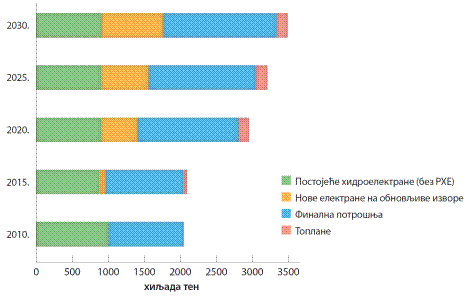 2030.
2025.
2020.
2015.
2010.
Постојеће хидроелектране (без РХЕ)
Нове електране на обновљиве изворе
Финална потрошња
Топлане
0 500 1000 1500 2000 2500 3000 3500
хиљада тен